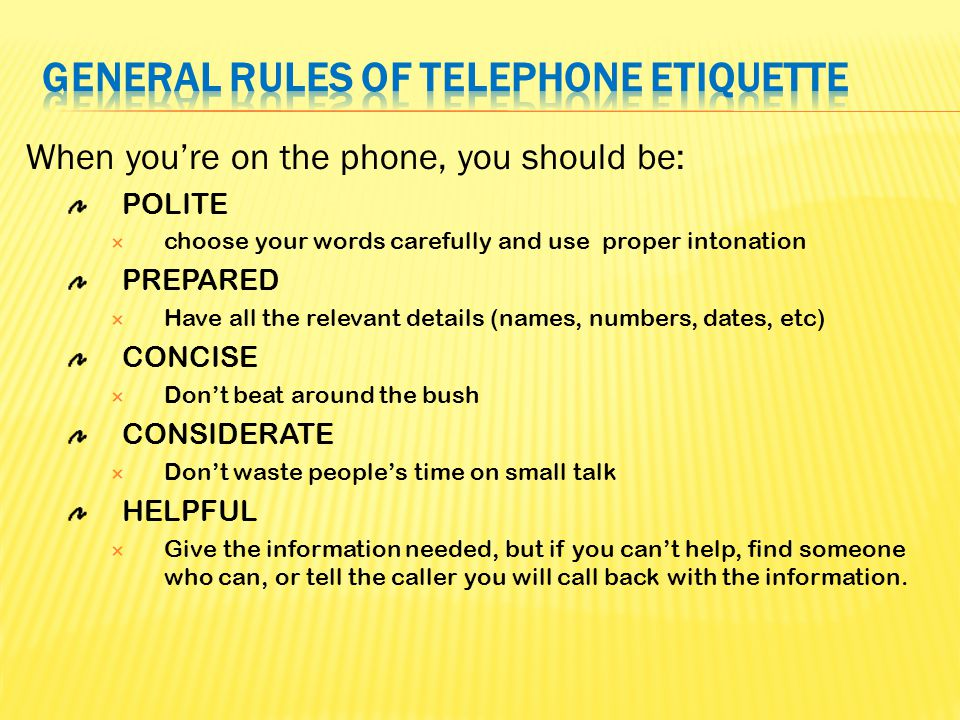 GENERAL RULES OF TELEPHONE ETIQUETTE
When you're on the phone, you should be:
POLITE
choose your words carefully and use proper intonation
PREPARED
Have all the relevant details (names, numbers, dates, etc)
CONCISE
Don't beat around the bush
CONSIDERATE
Don't waste people's time on small talk
HELPFUL
Give the information needed, but if you can't help, find someone
who can, or tell the caller you will call back with the information.